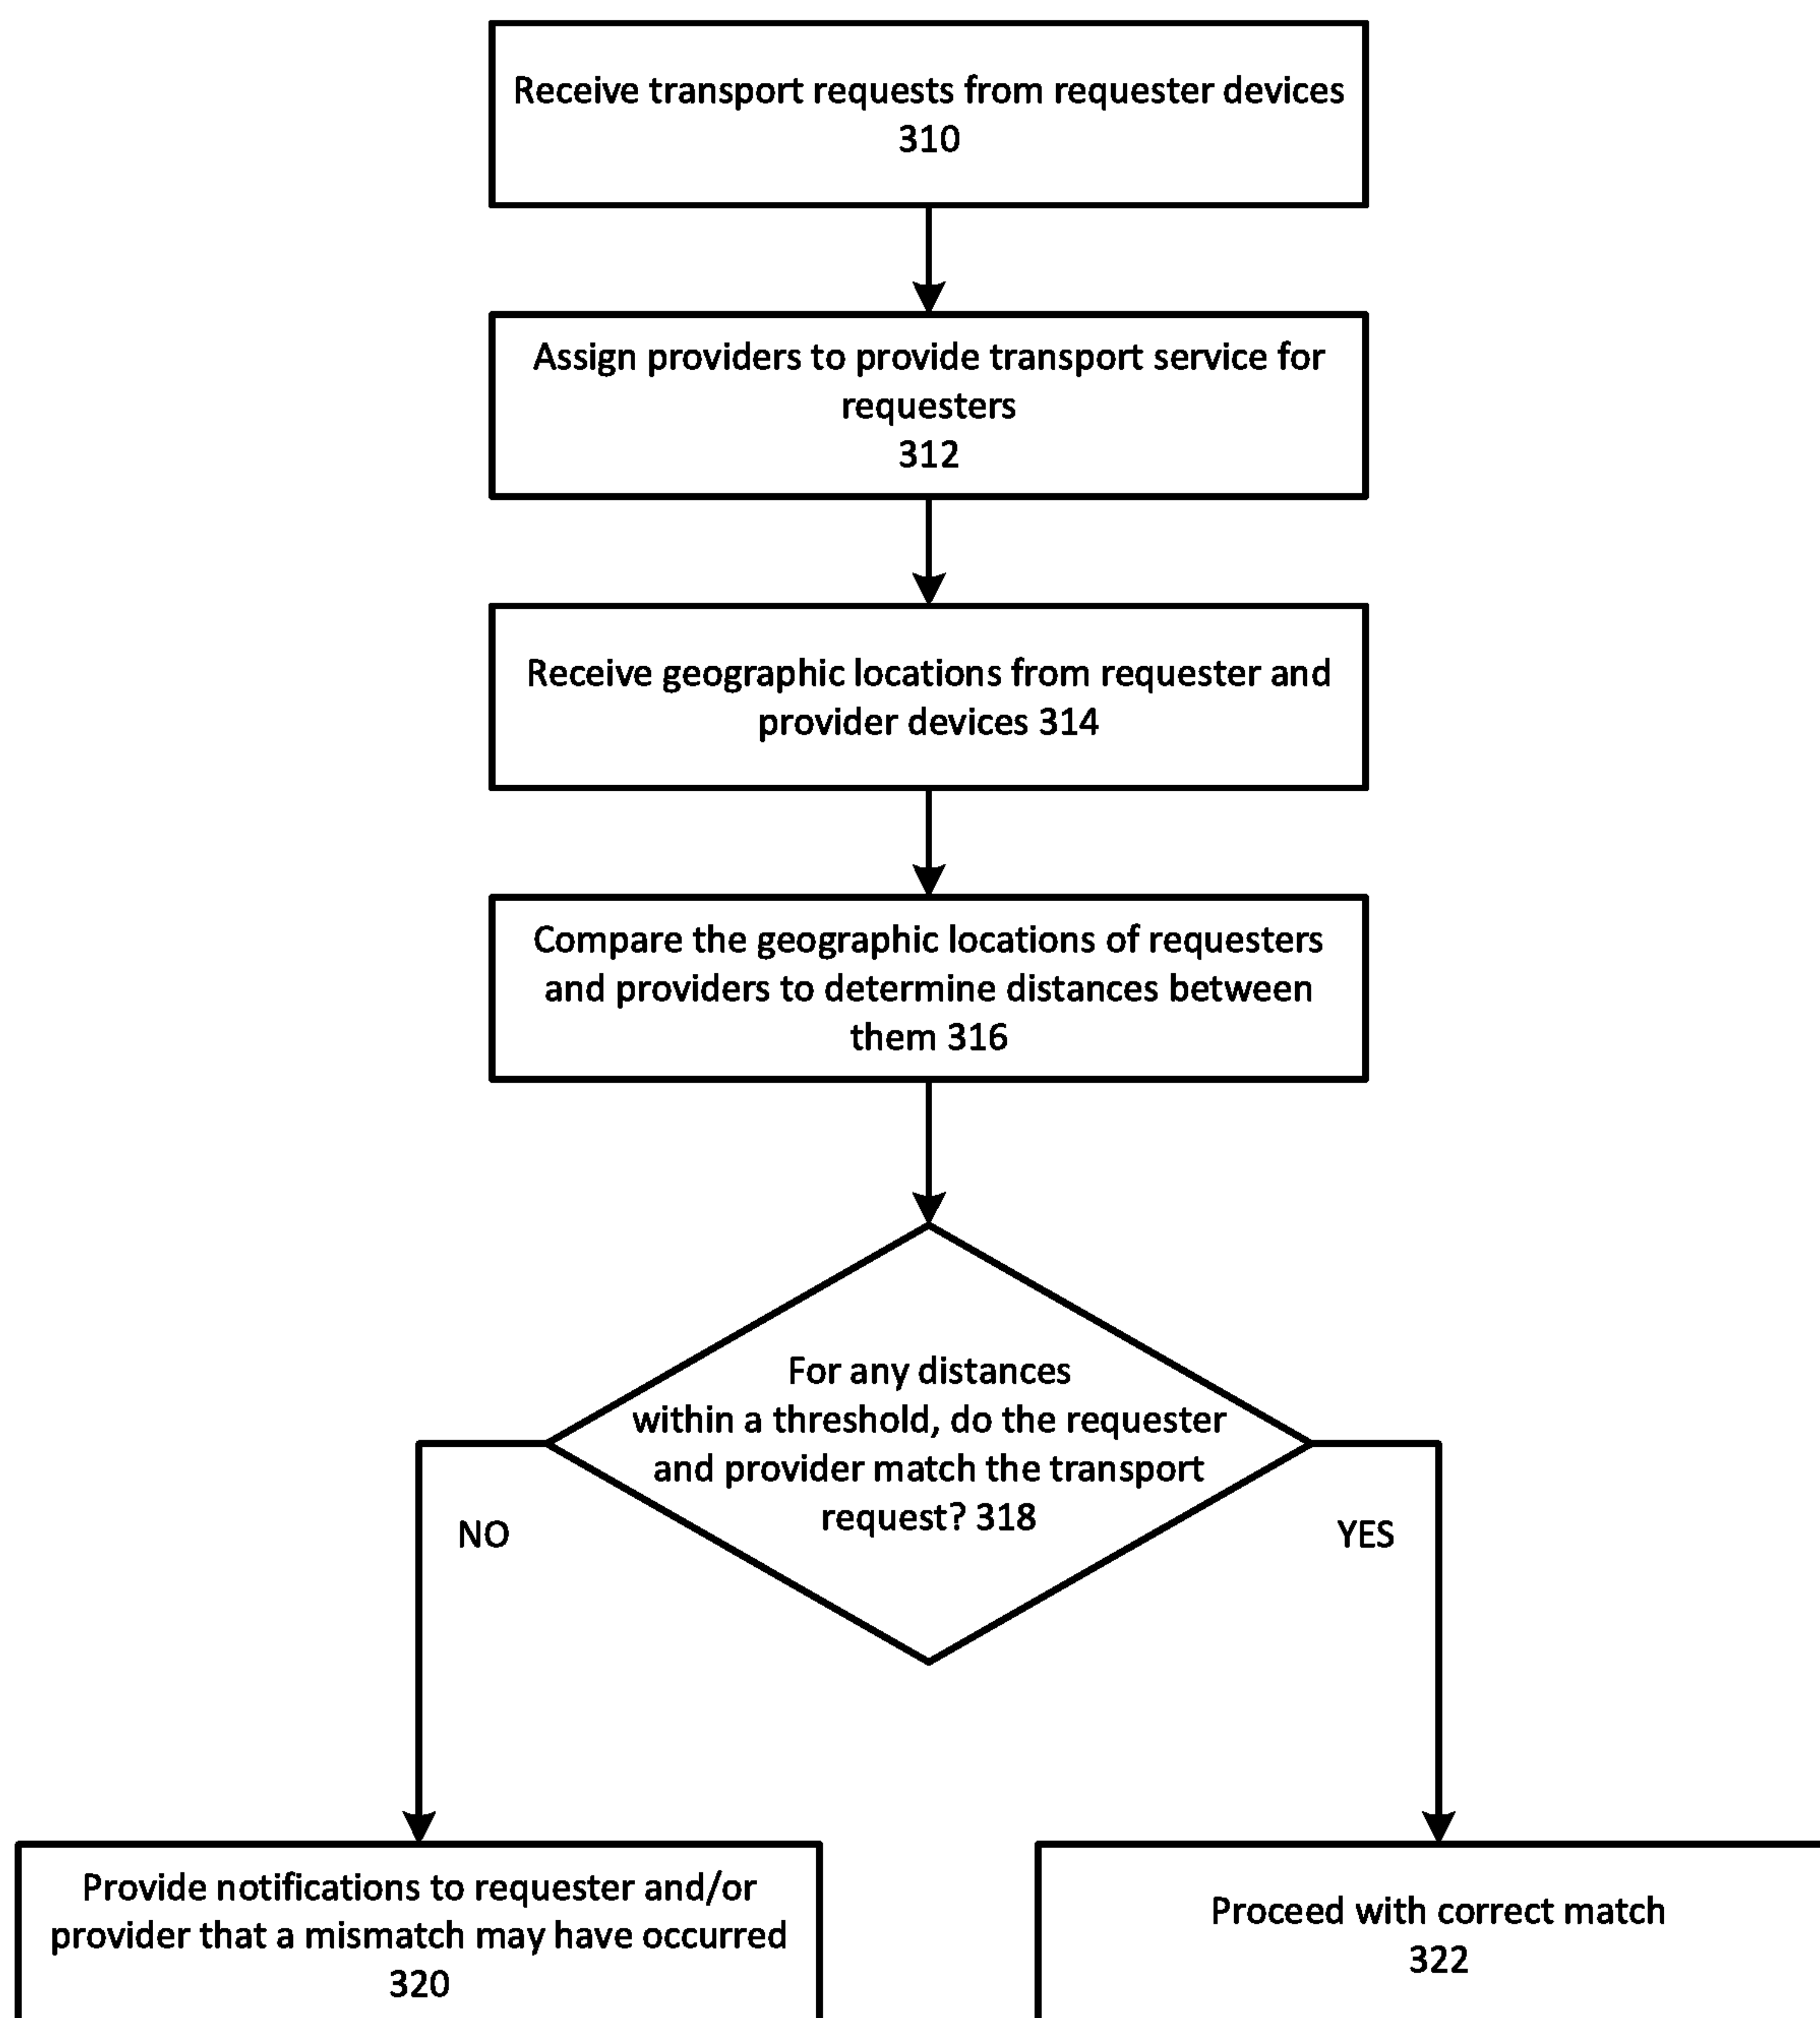 Receive transport requests from requester devices
310
Assign providers to provide transport service for
requesters
312
Receive geographic locations from requester and
provider devices 314
Compare the geographic locations of requesters
and providers to determine distances between
them 316
For any distances
within a threshold, do the requester
and provider match the transport
request? 318
NO
YES
Provide notifications to requester and/or
provider that a mismatch may have occurred
320
Proceed with correct match
322